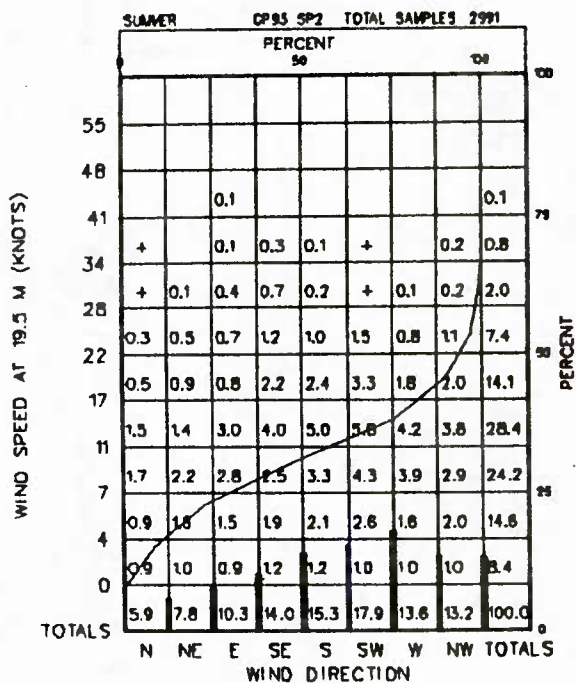 SUMMER GP93 SP2 TOTAL SAMPLES 2991
PERCENT
0 50 100
100
55
48
0.1 0.1
41 75
+ 0.1 0.3 0.1 + 0.2 0.8
34
+ 0.1 0.4 0.7 0.2 + 0.1 0.2 2.0
28
0.3 0.5 0.7 1.2 1.0 1.5 0.8 1.1 7.4
22 50
0.5 0.9 0.8 2.2 2.4 3.3 1.8 2.0 14.1
17
1.5 1.4 3.0 4.0 5.0 5.8 4.2 3.8 28.4
11
1.7 2.2 2.8 2.5 3.3 4.3 3.9 2.9 24.2
7 25
0.9 1.8 1.5 1.9 2.1 2.6 1.6 2.0 14.6
4
0.9 1.0 0.9 1.2 1.2 1.0 1.0 1.0 8.4
0
TOTALS 5.9 7.8 10.3 14.0 15.3 17.9 13.6 13.2 100.0 0
N NE E SE S SW W NW TOTALS
WIND DIRECTION
WIND SPEED AT 19.5 M (KNOTS)
PERCENT